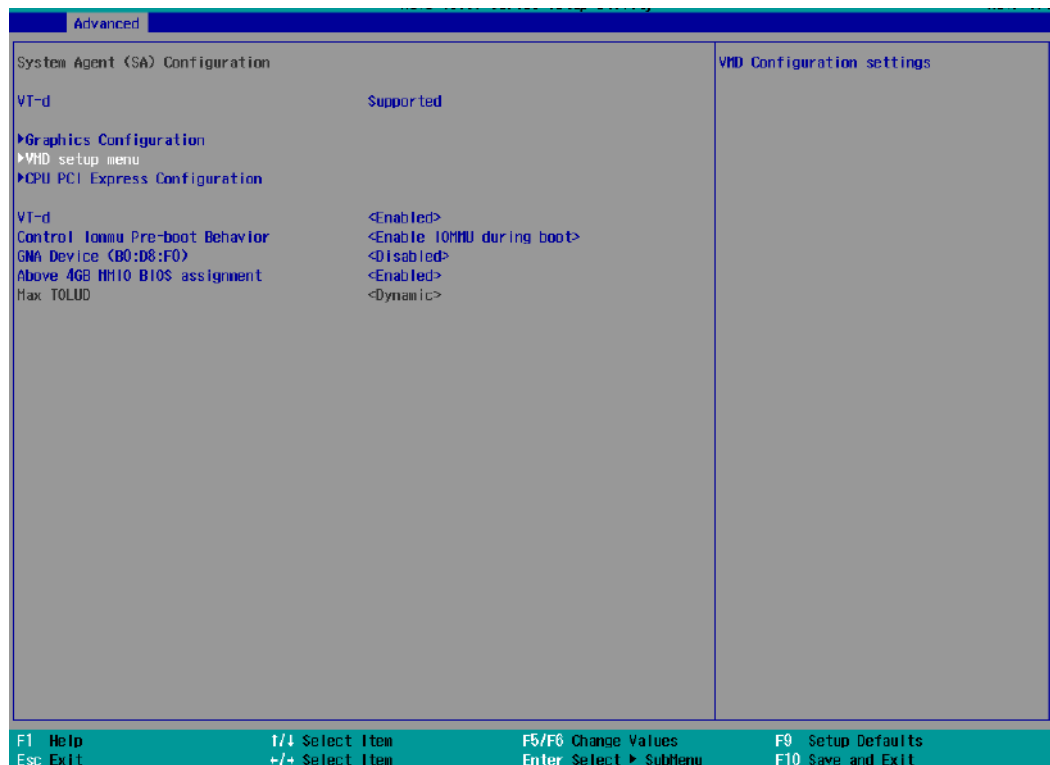 Advanced
System Agent (SA) Configuration
VMD Configuration settings
VT-d Supported
▶Graphics Configuration
▶VMD setup menu
▶CPU PCI Express Configuration
VT-d <Enabled>
Control Iommu Pre-boot Behavior <Enable IOMMU during boot>
GNA Device (B0:D8:F0) <Disabled>
Above 4GB MMIO BIOS assignment <Enabled>
Max TOLUD <Dynamic>
F1 Help ↑/↓ Select Item F5/F6 Change Values F9 Setup Defaults
Esc Exit ←/→ Select Item Enter Select ▶ SubMenu F10 Save and Exit